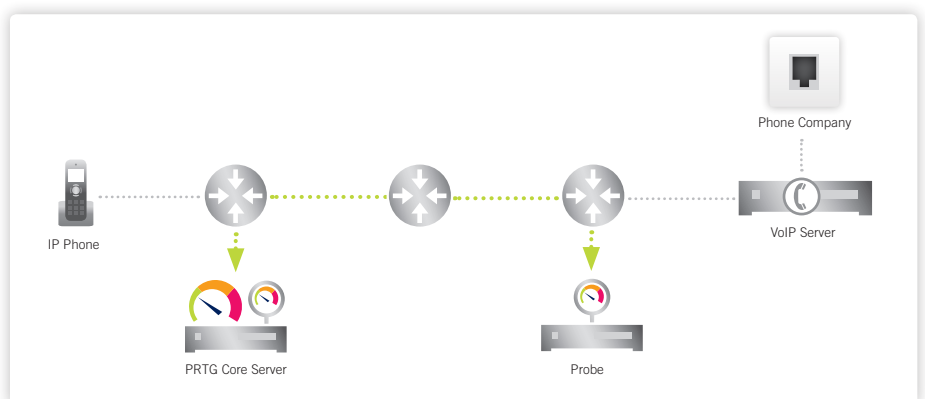 Phone Company
IP Phone
VoIP Server
PRTG Core Server
Probe